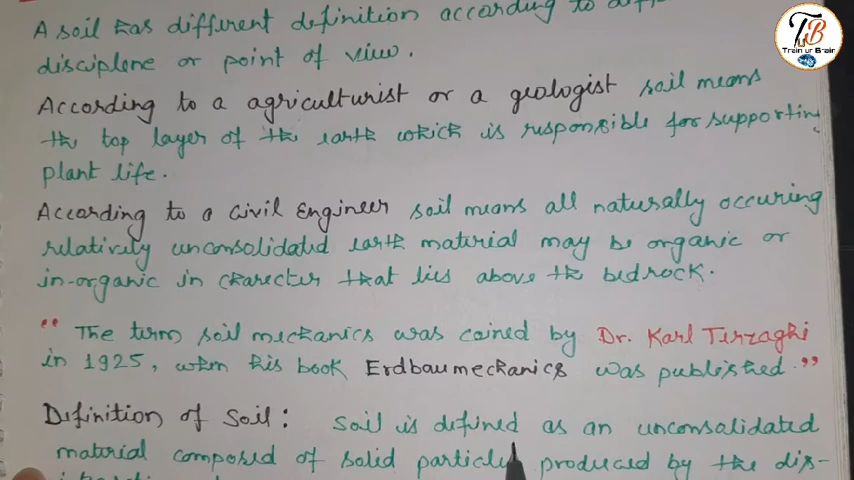 A soil has different definition according to
discipline or point of view.
According to a agriculturist or a geologist soil means
the top layer of the earth which is responsible for supporting
plant life.
According to a Civil Engineer soil means all naturally occuring
relatively unconsolidated earth material may be organic or
in-organic in charecter that lies above the bedrock.
" The term soil mechanics was coined by Dr. Karl Terzaghi
in 1925, when his book Erdbaumechanics was published."
Definition of Soil: Soil is defined as an unconsalidated
material composed of solid particles produced by the dis-
TB
Train ur Brain